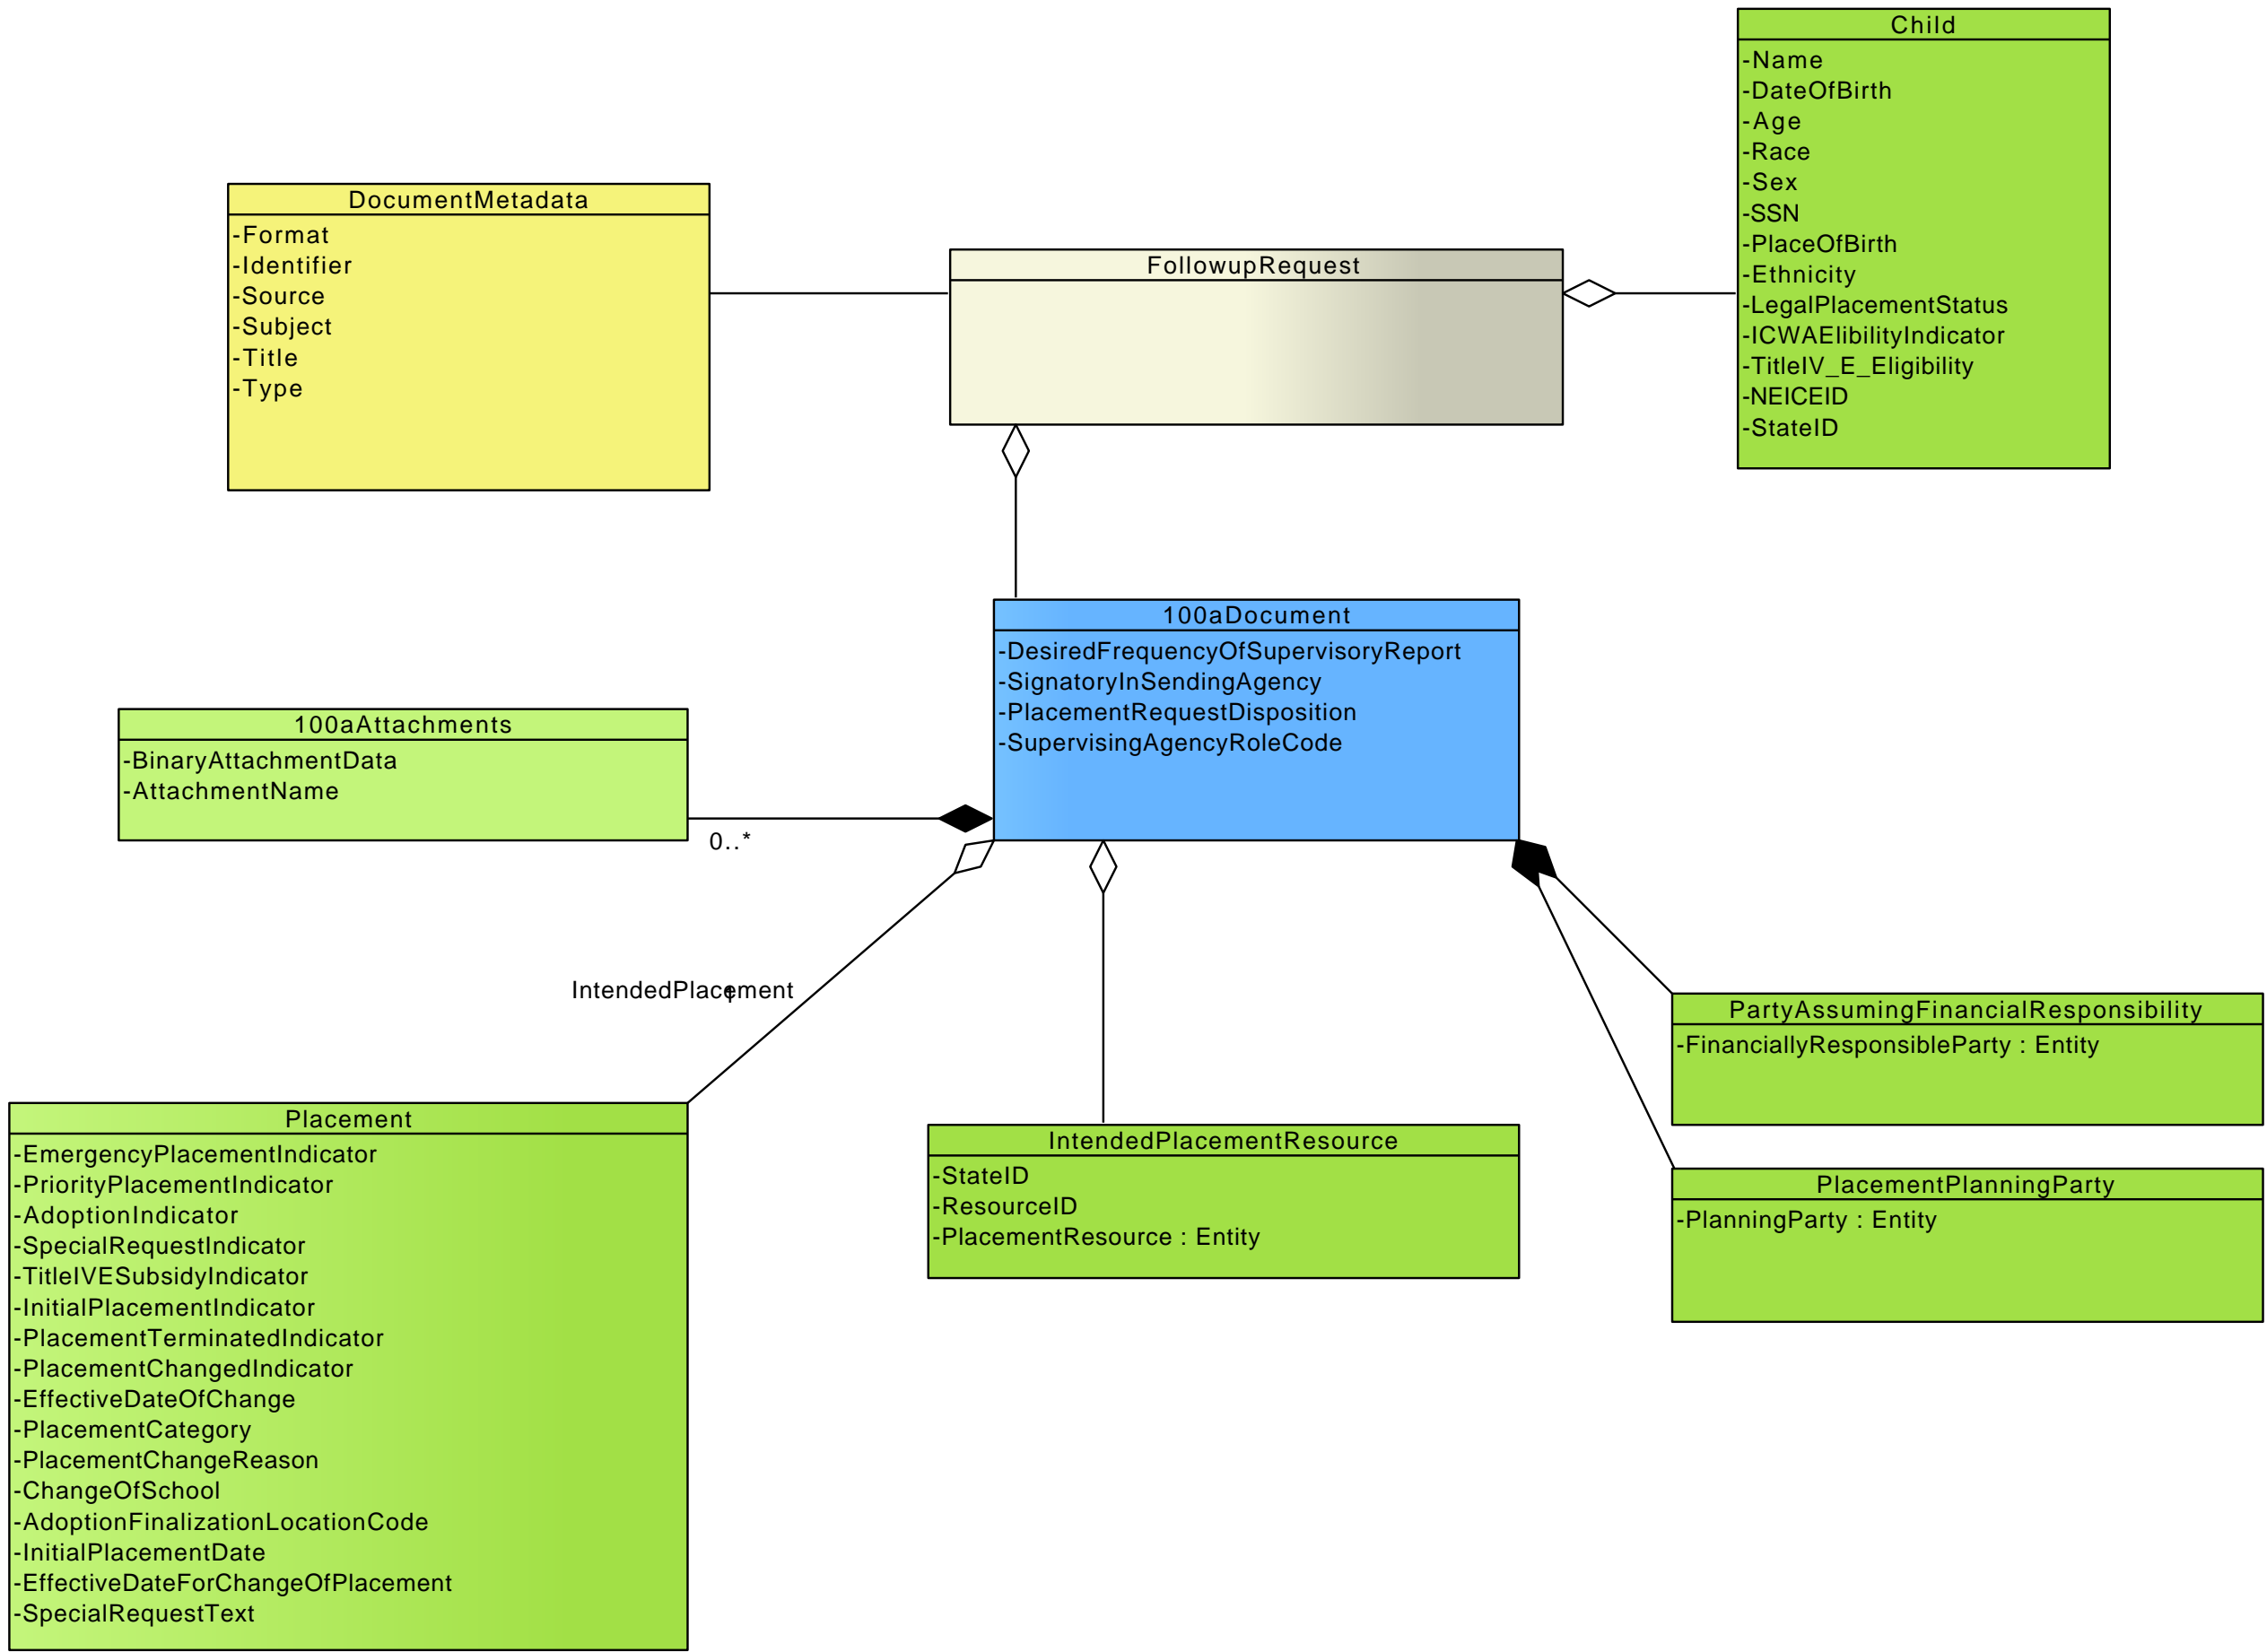 Child
-Name
-DateOfBirth
-Age
-Race
-Sex
-SSN
-PlaceOfBirth
-Ethnicity
-LegalPlacementStatus
-ICWAElibilityIndicator
-TitleIV_E_Eligibility
-NEICEID
-StateID
DocumentMetadata
-Format
-Identifier
-Source
-Subject
-Title
-Type
FollowupRequest
100aDocument
-DesiredFrequencyOfSupervisoryReport
-SignatoryInSendingAgency
-PlacementRequestDisposition
-SupervisingAgencyRoleCode
100aAttachments
-BinaryAttachmentData
-AttachmentName
0..*
IntendedPlacement
1
PartyAssumingFinancialResponsibility
-FinanciallyResponsibleParty : Entity
Placement
-EmergencyPlacementIndicator
-PriorityPlacementIndicator
-AdoptionIndicator
-SpecialRequestIndicator
-TitleIVESubsidyIndicator
-InitialPlacementIndicator
-PlacementTerminatedIndicator
-PlacementChangedIndicator
-EffectiveDateOfChange
-PlacementCategory
-PlacementChangeReason
-ChangeOfSchool
-AdoptionFinalizationLocationCode
-InitialPlacementDate
-EffectiveDateForChangeOfPlacement
-SpecialRequestText
IntendedPlacementResource
-StateID
-ResourceID
-PlacementResource : Entity
PlacementPlanningParty
-PlanningParty : Entity